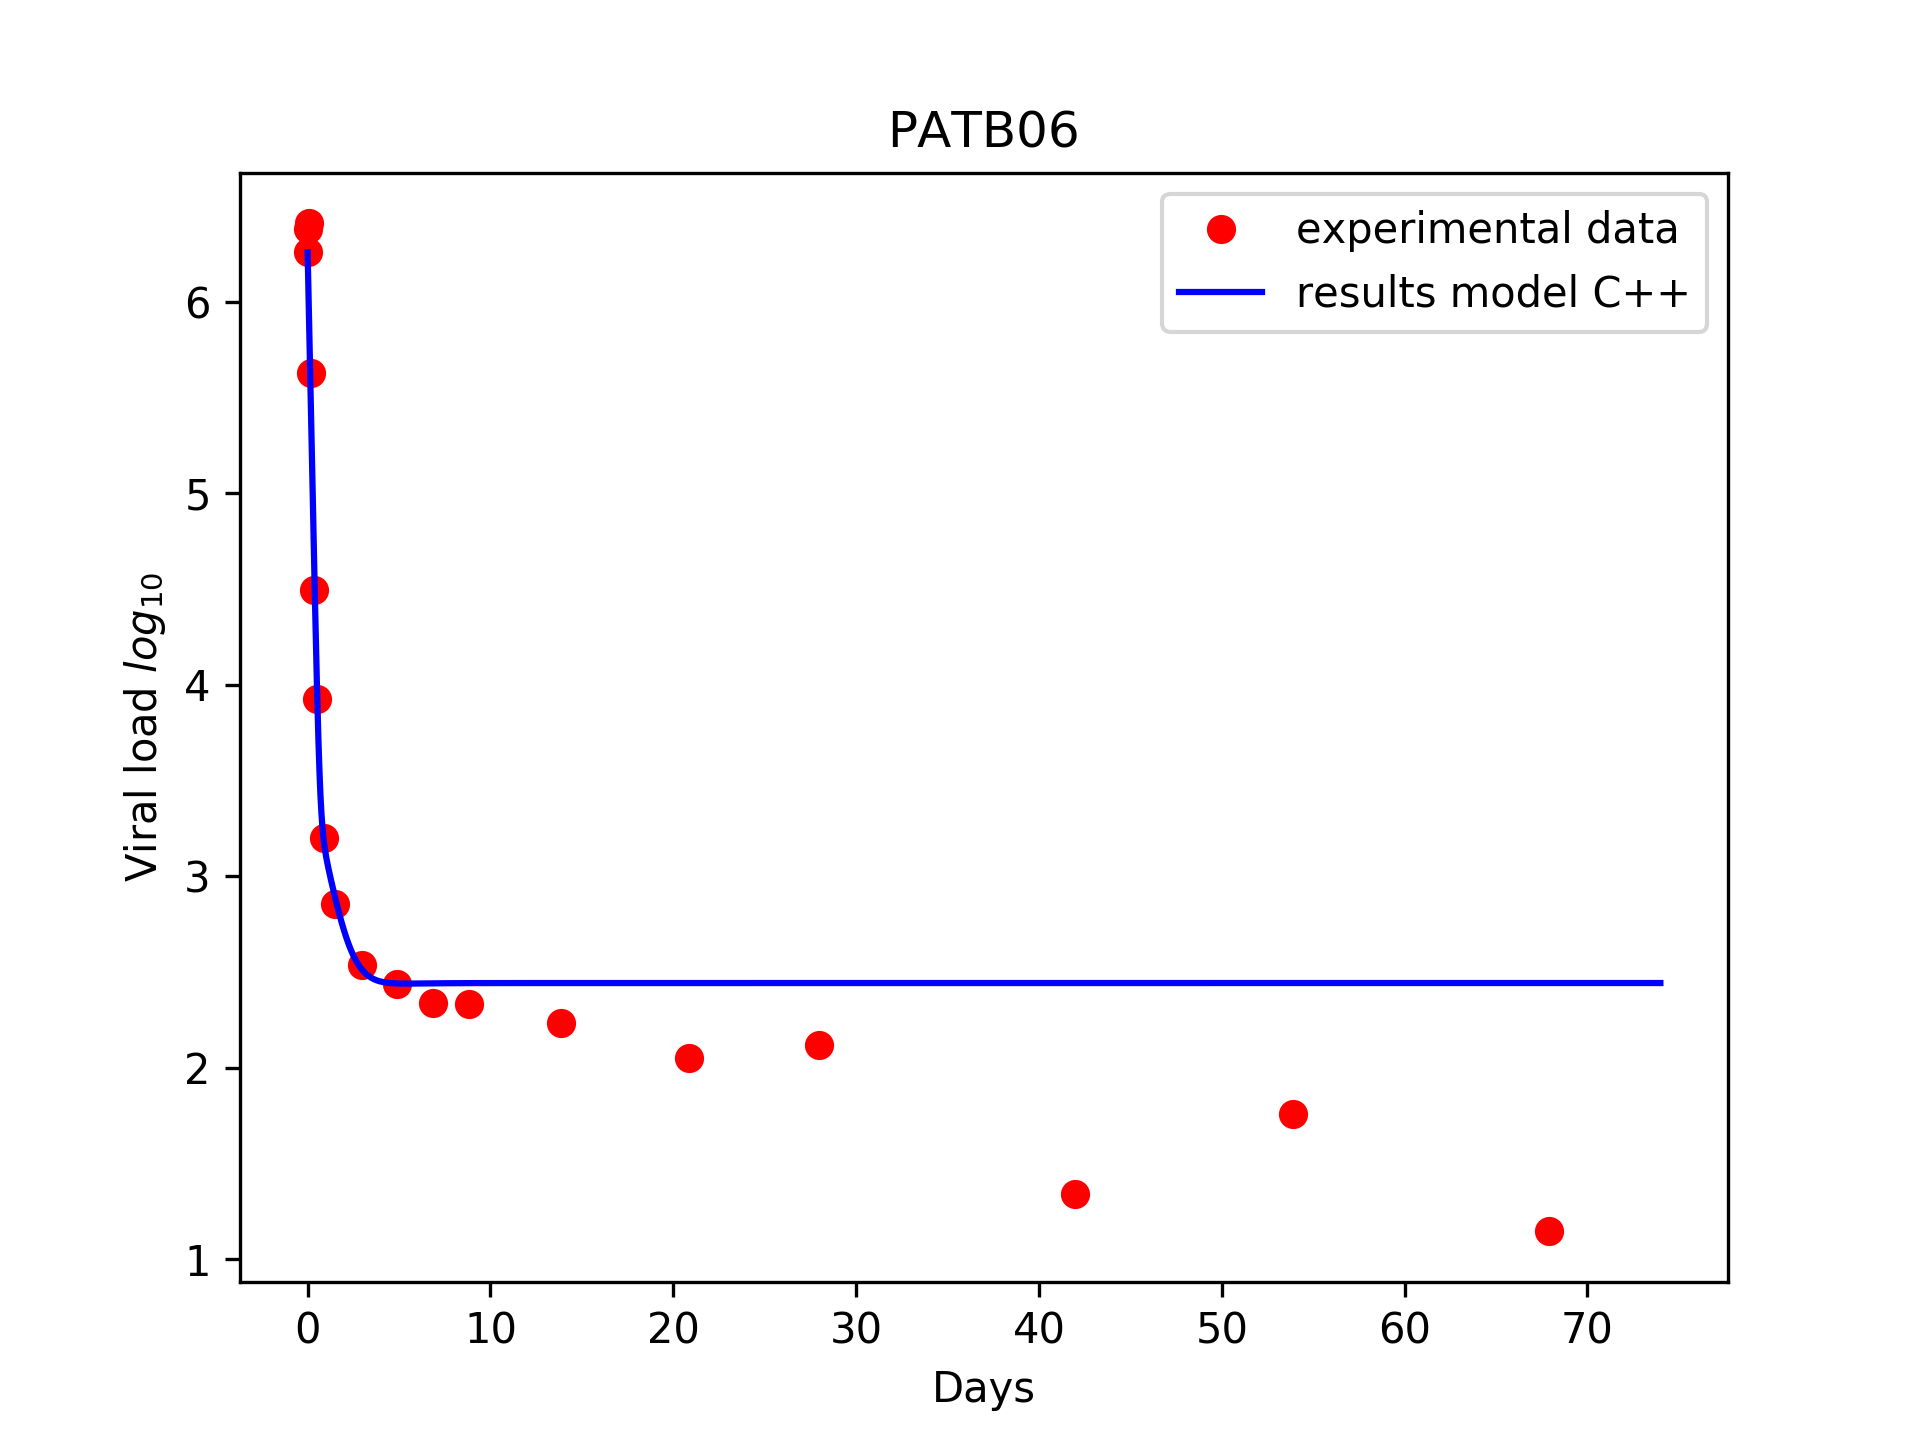 PATB06
experimental data
results model C++
Viral load log₁₀
6
5
4
3
2
1
0 10 20 30 40 50 60 70
Days